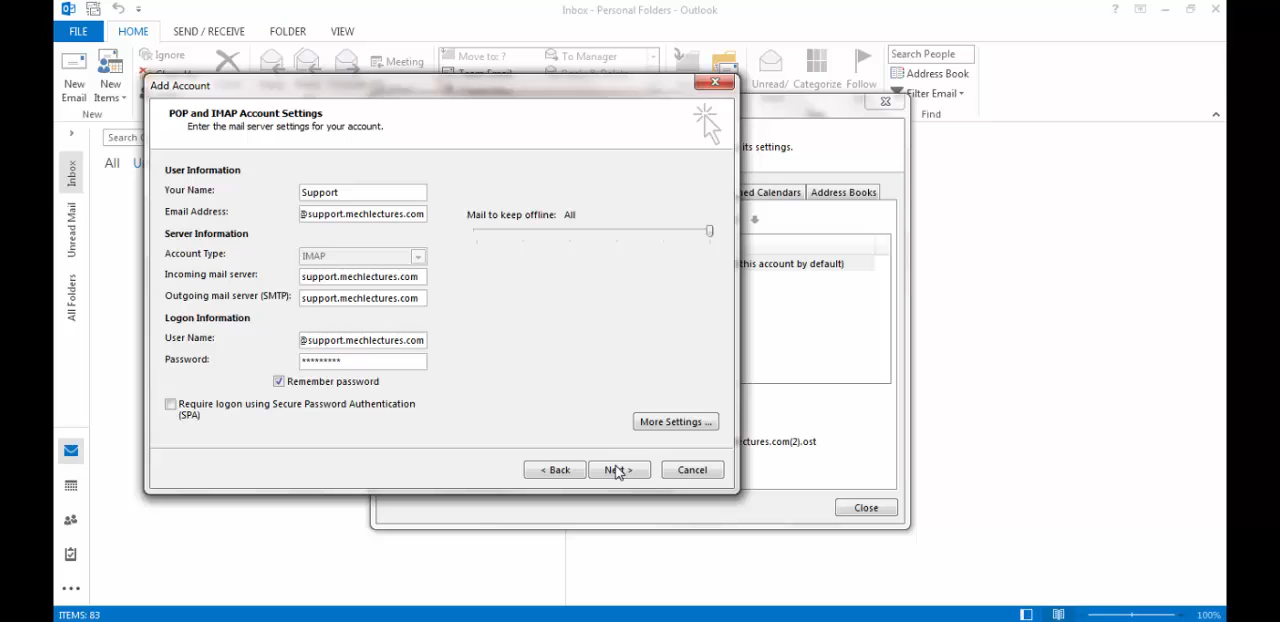 Inbox - Personal Folders - Outlook
FILE HOME SEND / RECEIVE FOLDER VIEW
Ignore
Meeting
Move to: ?
To Manager
Search People
Address Book
Filter Email
New Email
New Items
Unread/ Categorize Follow
New
Find
Add Account
POP and IMAP Account Settings
Enter the mail server settings for your account.
its settings.
Search
All
Inbox
Unread Mail
All Folders
User Information
Your Name: Support
Email Address: @support.mechlectures.com
Mail to keep offline: All
Server Information
Account Type: IMAP
Incoming mail server: support.mechlectures.com
Outgoing mail server (SMTP): support.mechlectures.com
Logon Information
User Name: @support.mechlectures.com
Password: *********
Remember password
Require logon using Secure Password Authentication
(SPA)
More Settings ...
< Back
Next >
Cancel
Calendars
Address Books
this account by default)
ctures.com(2).ost
Close
ITEMS: 83
100%